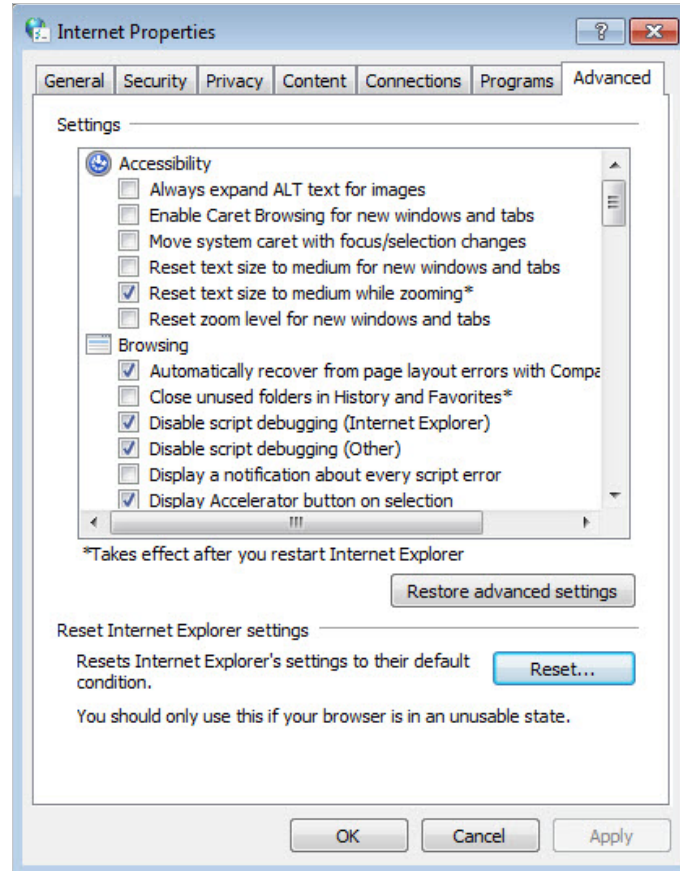 Internet Properties
General Security Privacy Content Connections Programs Advanced
Settings
Accessibility
Always expand ALT text for images
Enable Caret Browsing for new windows and tabs
Move system caret with focus/selection changes
Reset text size to medium for new windows and tabs
Reset text size to medium while zooming*
Reset zoom level for new windows and tabs
Browsing
Automatically recover from page layout errors with Compa
Close unused folders in History and Favorites*
Disable script debugging (Internet Explorer)
Disable script debugging (Other)
Display a notification about every script error
Display Accelerator button on selection
*Takes effect after you restart Internet Explorer
Restore advanced settings
Reset Internet Explorer settings
Resets Internet Explorer's settings to their default
condition.
Reset...
You should only use this if your browser is in an unusable state.
OK Cancel Apply